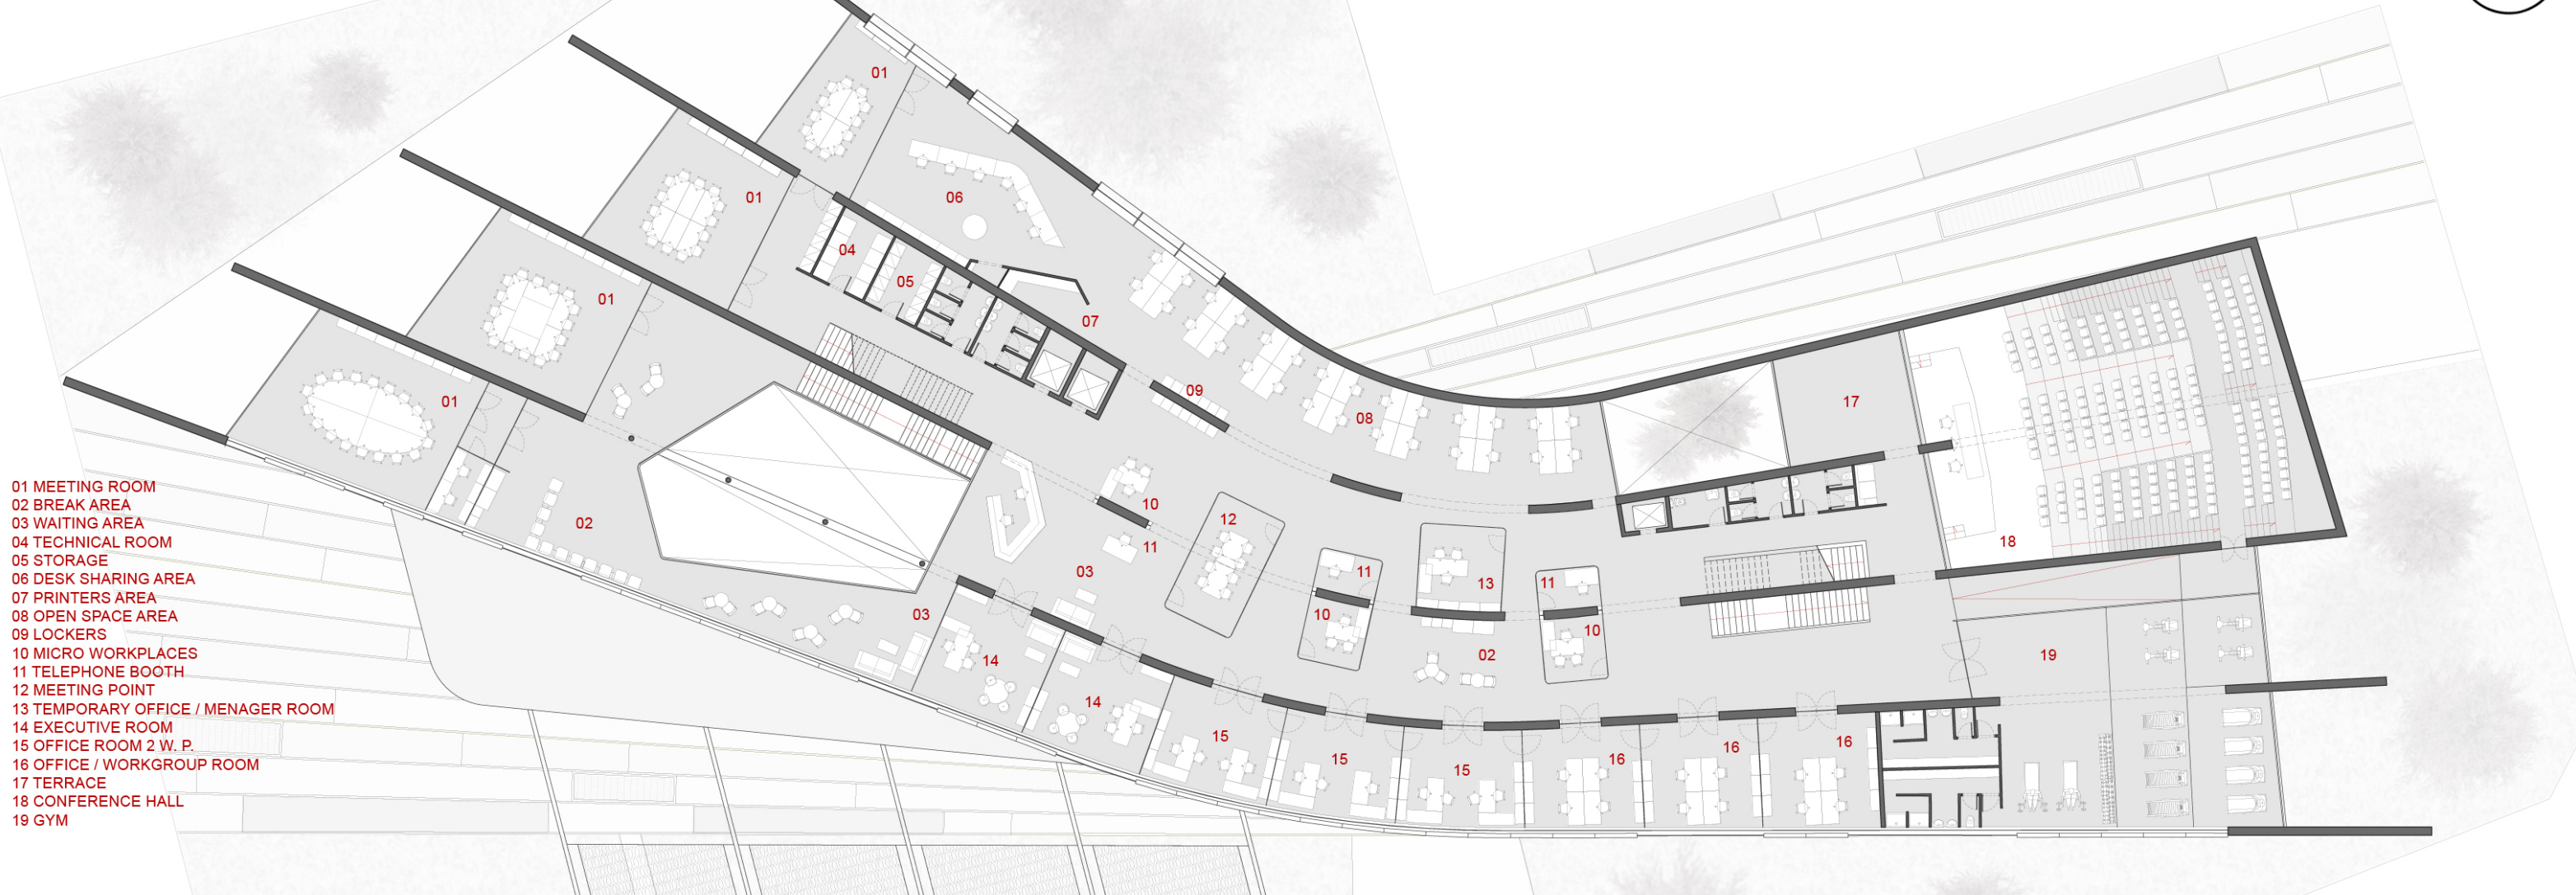 01
01
06
04
05
01
07
01
09
08
17
02
10
12
11
18
03
11
13
11
03
10
10
14
02
19
14
15
16
16
15
16
15
01 MEETING ROOM
02 BREAK AREA
03 WAITING AREA
04 TECHNICAL ROOM
05 STORAGE
06 DESK SHARING AREA
07 PRINTERS AREA
08 OPEN SPACE AREA
09 LOCKERS
10 MICRO WORKPLACES
11 TELEPHONE BOOTH
12 MEETING POINT
13 TEMPORARY OFFICE / MENAGER ROOM
14 EXECUTIVE ROOM
15 OFFICE ROOM 2 W. P.
16 OFFICE / WORKGROUP ROOM
17 TERRACE
18 CONFERENCE HALL
19 GYM